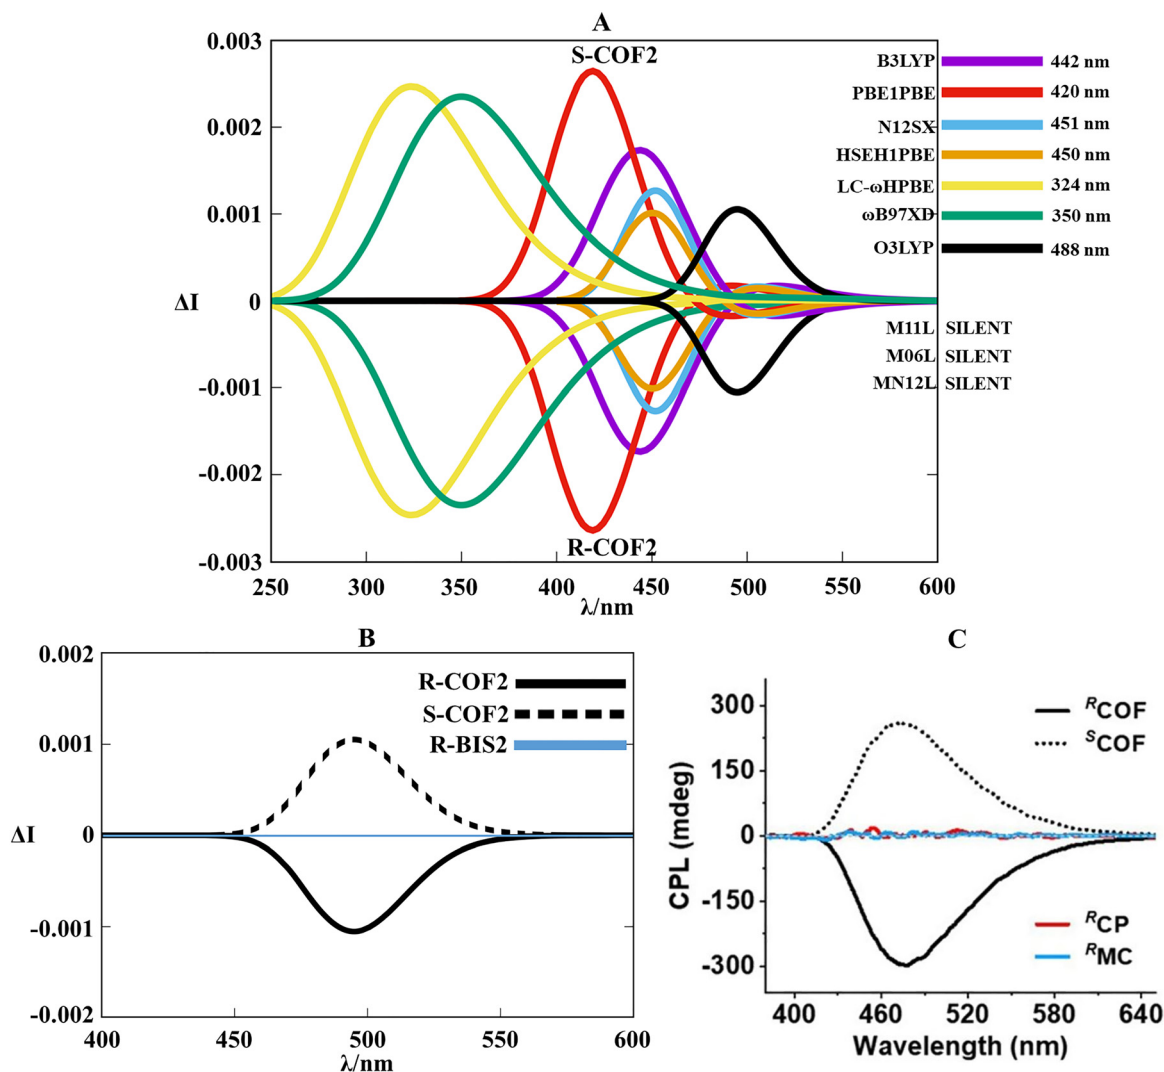 A
0.003
S-COF2
B3LYP 442 nm
PBE1PBE 420 nm
0.002
N12SX 451 nm
HSEH1PBE 450 nm
LC-ωHPBE 324 nm
0.001
ωB97XD 350 nm
O3LYP 488 nm
ΔI 0
M11L SILENT
M06L SILENT
-0.001
MN12L SILENT
-0.002
R-COF2
-0.003
250 300 350 400 450 500 550 600
λ/nm
B
0.002
R-COF2
S-COF2
R-BIS2
0.001
ΔI 0
-0.001
-0.002
400 450 500 550 600
λ/nm
C
300
RCOF
SCOF
150
0
CPL (mdeg)
-150
RCP
RMC
-300
400 460 520 580 640
Wavelength (nm)